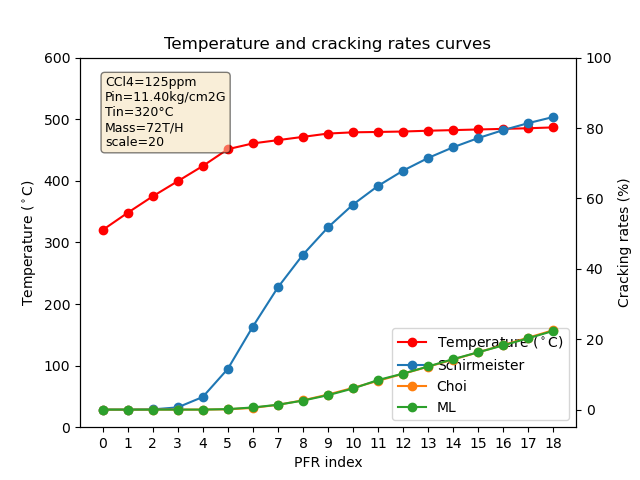 Temperature and cracking rates curves
600
500
400
300
200
100
0
Temperature (°C)
CCl4=125ppm
Pin=11.40kg/cm2G
Tin=320°C
Mass=72T/H
scale=20
100
80
60
40
20
0
Cracking rates (%)
Temperature (°C)
Schirmeister
Choi
ML
0 1 2 3 4 5 6 7 8 9 10 11 12 13 14 15 16 17 18
PFR index